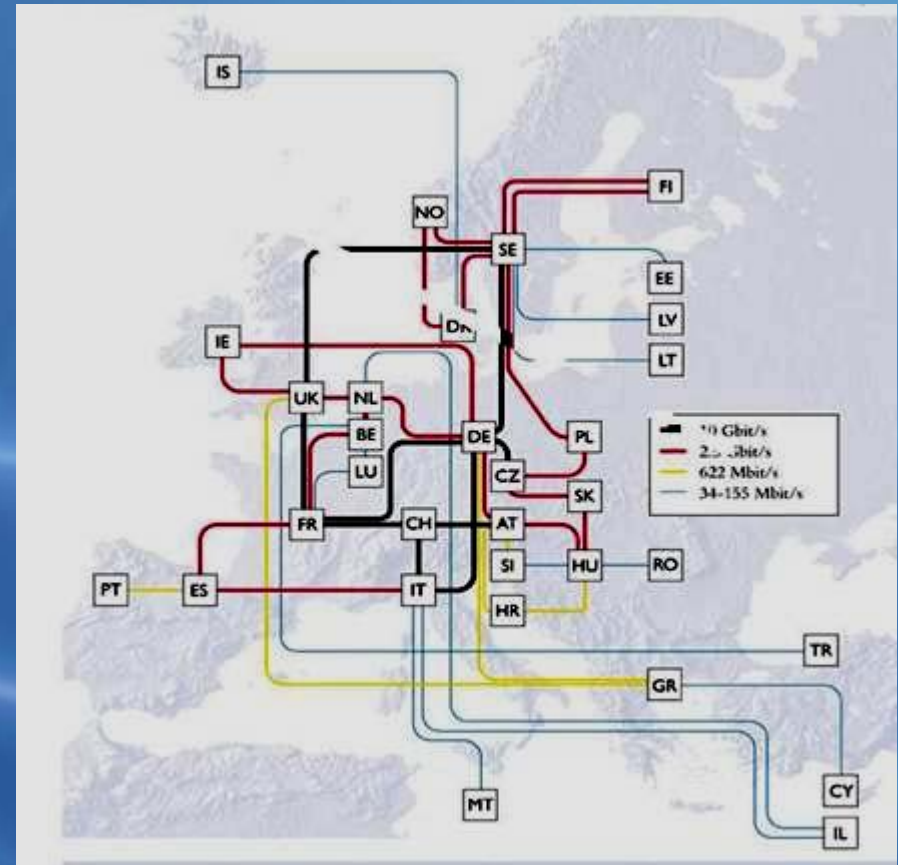 IS
FI
NO
SE
EE
LV
IE
LT
UK
NL
BE
DE
PL
LU
CZ
SK
FR
CH
AT
SI
HU
RO
PT
ES
IT
HR
TR
GR
MT
CY
IL
Gbit/s
622 Mbit/s
34-155 Mbit/s